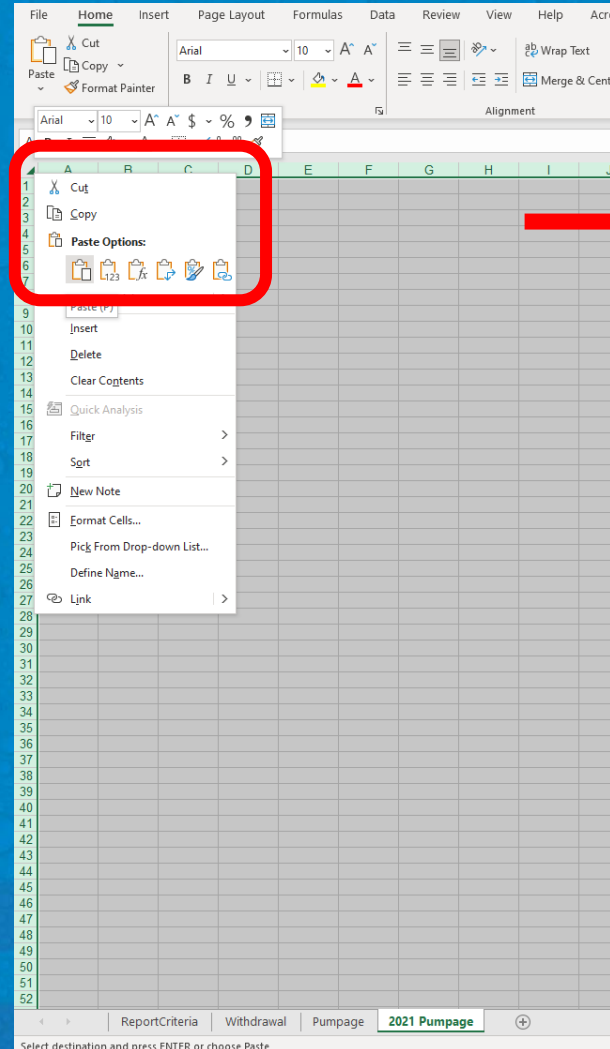 File Home Insert Page Layout Formulas Data Review View Help
Cut
Copy
Paste
Format Painter
Arial 10
B I U A
ab Wrap Text
c
Merge & Cent
Alignment
Arial 10 A^ A˅ $ % 9
A B C D E F G H I
1
2
3
4
5
6
7
9
10
11
12
13
14
15
16
17
18
19
20
21
22
23
24
25
26
27
28
29
30
31
32
33
34
35
36
37
38
39
40
41
42
43
44
45
46
47
48
49
50
51
52
Cut
Copy
Paste Options:
123 fx
Paste (P)
Insert
Delete
Clear Contents
Quick Analysis
Filter
Sort
New Note
Format Cells...
Pick From Drop-down List...
Define Name...
Link
ReportCriteria Withdrawal Pumpage 2021 Pumpage
Select destination and press ENTER or choose Paste